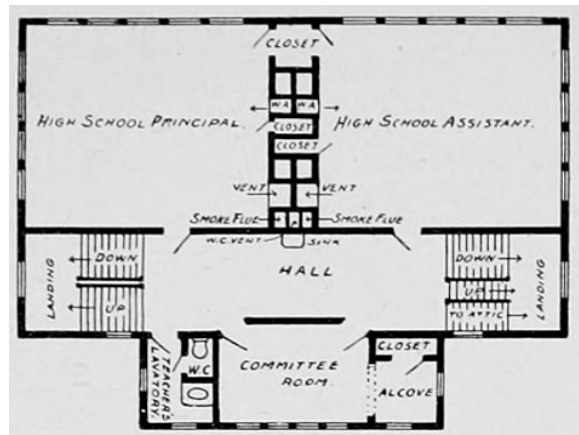 CLOSET
W.A. W.A.
HIGH SCHOOL PRINCIPAL.
HIGH SCHOOL ASSISTANT.
CLOSET
CLOSET
VENT
VENT
SMOKE FLUE
SMOKE FLUE
W.C. VENT
SINK
HALL
LANDING
DOWN
UP
DOWN
UP
TO ATTIC
LANDING
TEACHERS
LAVATORY.
W.C
COMMITTEE
ROOM.
CLOSET
ALCOVE